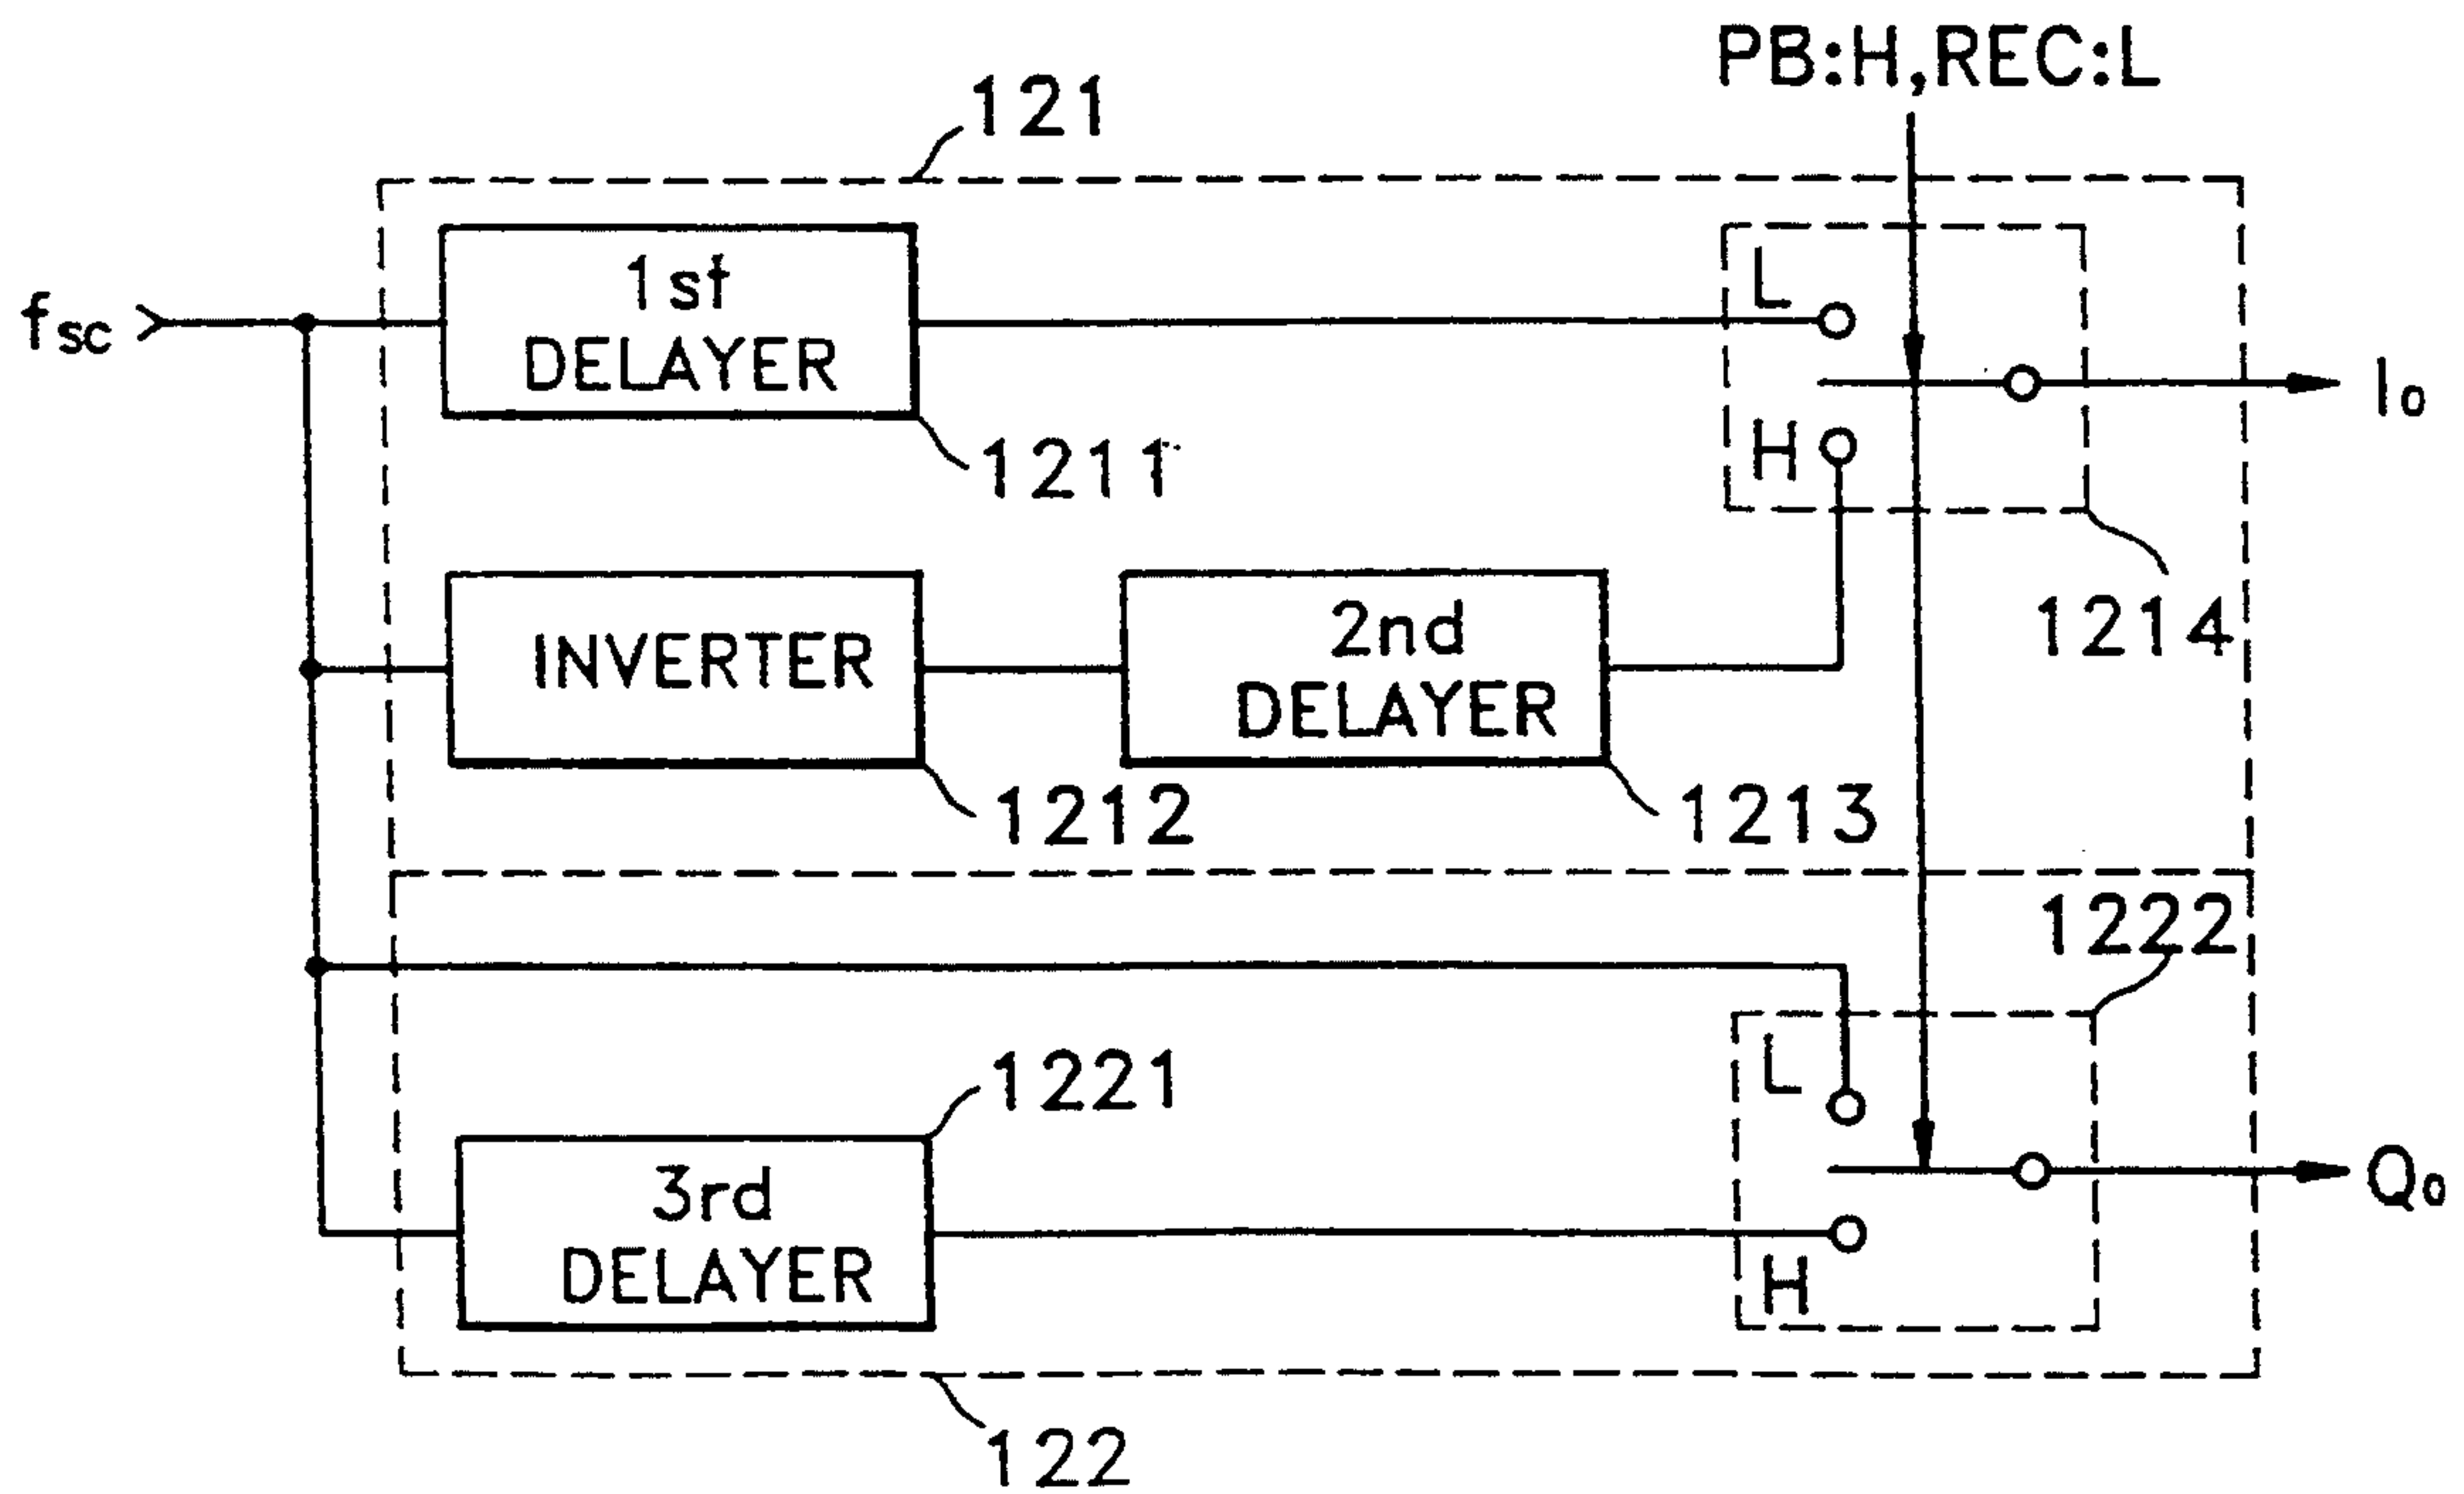 PB:H,REC:L
121
fsc
1st
DELAYER
L
H
Io
1211
1214
INVERTER
2nd
DELAYER
1212
1213
1222
L
H
Qo
1221
3rd
DELAYER
122